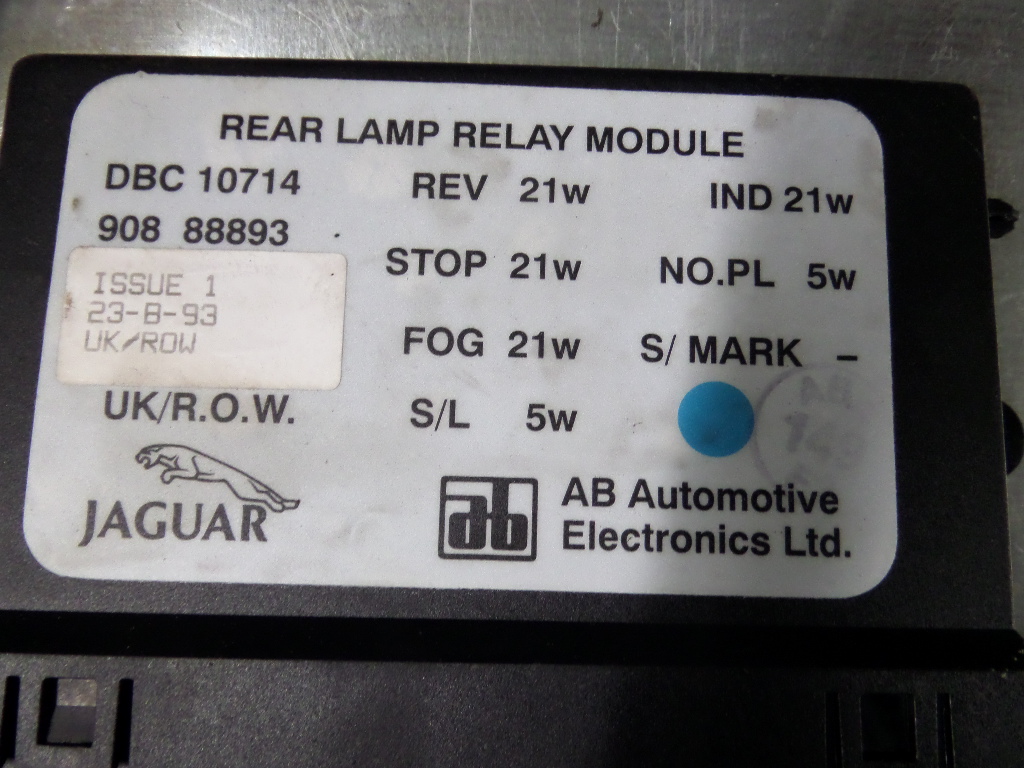 REAR LAMP RELAY MODULE
DBC 10714 REV 21w IND 21w
908 88893
STOP 21w NO.PL 5w
ISSUE 1
23-8-93
UK/ROW
FOG 21w S/ MARK –
UK/R.O.W. S/L 5w
AB
JAGUAR
ab
AB Automotive
Electronics Ltd.